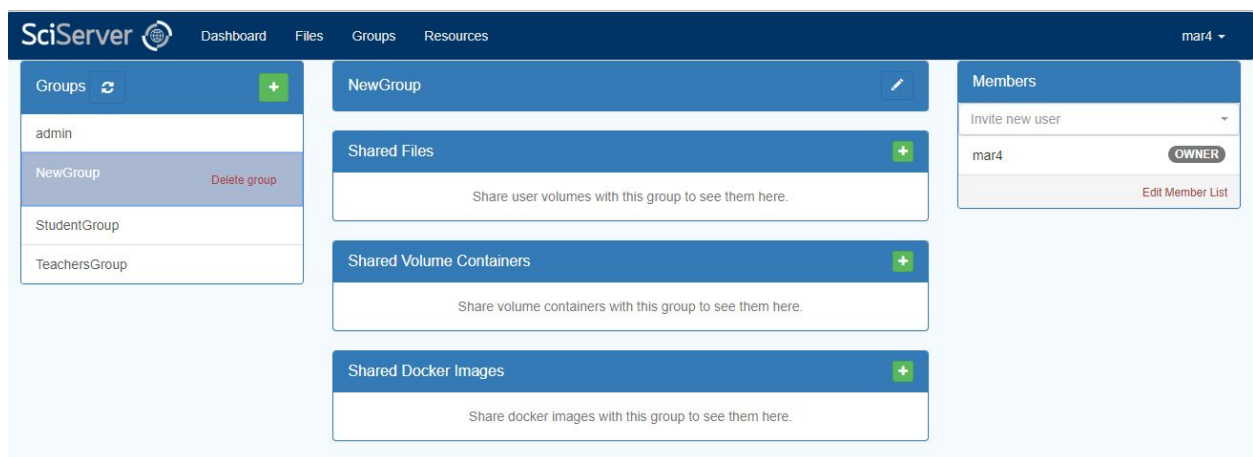 SciServer Dashboard Files Groups Resources mar4
Groups
admin
NewGroup Delete group
StudentGroup
TeachersGroup
NewGroup
Shared Files
Share user volumes with this group to see them here.
Shared Volume Containers
Share volume containers with this group to see them here.
Shared Docker Images
Share docker images with this group to see them here.
Members
Invite new user
mar4 OWNER
Edit Member List